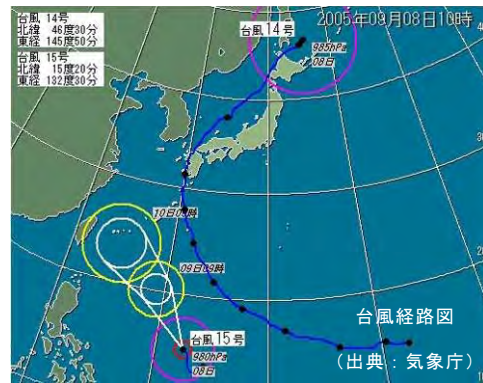 台風 14号
北緯 46度30分
東経 145度50分
台風 15号
北緯 15度20分
東経 132度30分
2005年09月08日10時
台風14号
985hPa
08日
10日09時
09日09時
台風15号
980hPa
08日
台風経路図
(出典:気象庁)